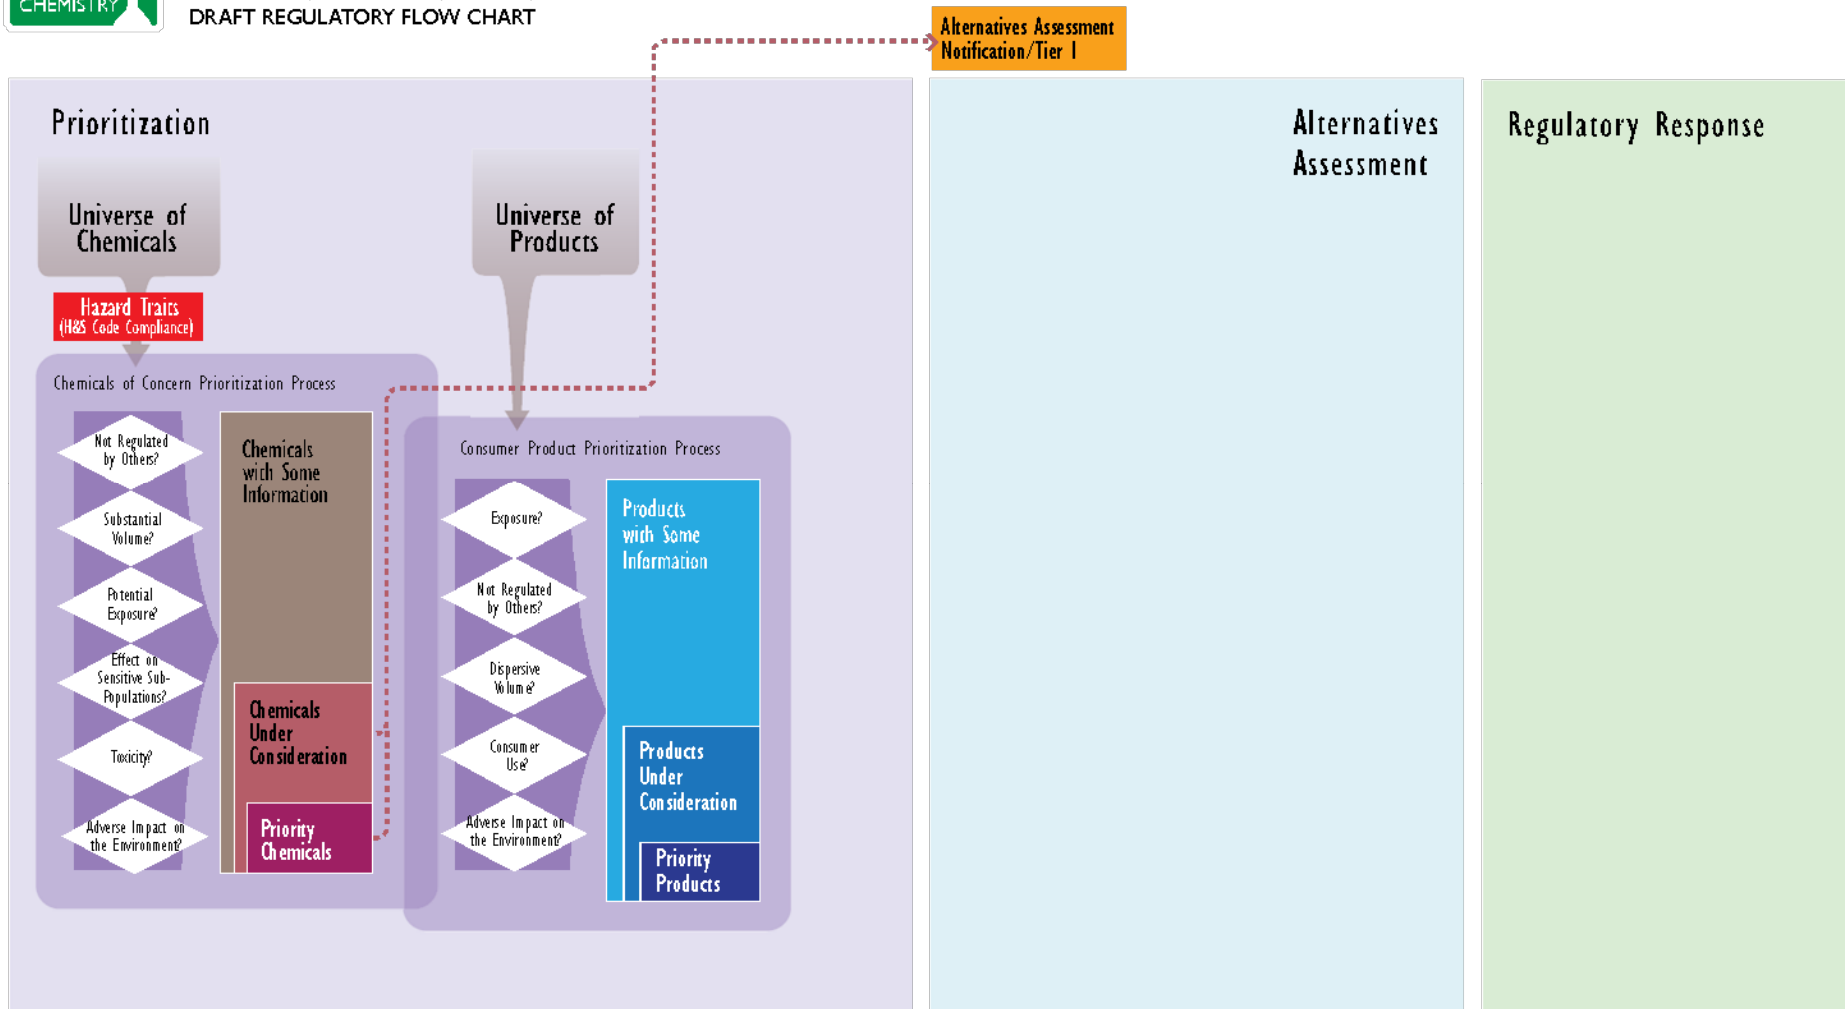 CHEMISTRY
DRAFT REGULATORY FLOW CHART
Alternatives Assessment
Notification/Tier I
Prioritization
Alternatives
Assessment
Regulatory Response
Universe of
Chemicals
Universe of
Products
Hazard Traits
(H&S Code Compliance)
Chemicals of Concern Prioritization Process
Not Regulated
by Others?
Substantial
Volume?
Potential
Exposure?
Effect on
Sensitive Sub-
Populations?
Toxicity?
Adverse Impact on
the Environment?
Chemicals
with Some
Information
Chemicals
Under
Consideration
Priority
Chemicals
Consumer Product Prioritization Process
Exposure?
Not Regulated
by Others?
Dispersive
Volume?
Consumer
Use?
Adverse Impact on
the Environment?
Products
with Some
Information
Products
Under
Consideration
Priority
Products